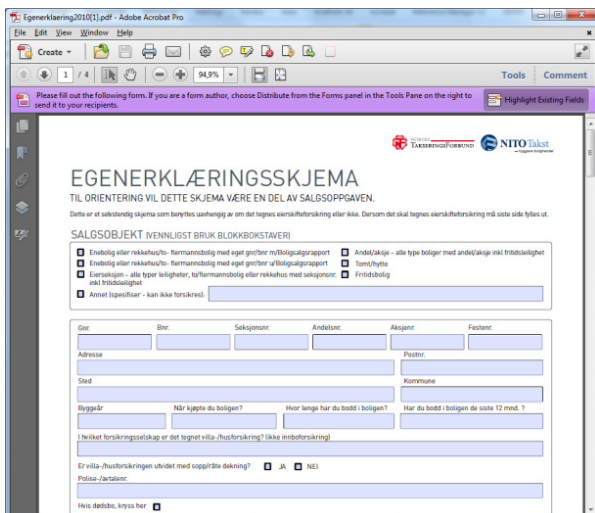 Egenerklaering2010[1].pdf - Adobe Acrobat Pro
File Edit View Window Help
Create
1 / 4 94,9% Tools Comment
Please fill out the following form. If you are a form author, choose Distribute from the Forms panel in the Tools Pane on the right to
send it to your recipients.
Highlight Existing Fields
NORGES
TAKSERINGSFORBUND
NITO Takst
EGENERKLÆRINGSSKJEMA
TIL ORIENTERING VIL DETTE SKJEMA VÆRE EN DEL AV SALGSOPPGAVEN.
Dette er et selvstendig skjema som benyttes uavhengig av om det tegnes eierskifteforsikring eller ikke. Dersom det skal tegnes eierskifteforsikring må siste side fylles ut.
SALGSOBJEKT (VENNLIGST BRUK BLOKKBOKSTAVER)
Enebolig eller rekkehus/to- flermannsbolig med eget gnr/bnr m/Boligsalgsrapport
Andel/aksje - alle type boliger med andel/aksje inkl fritidsleilighet
Enebolig eller rekkehus/to- flermannsbolig med eget gnr/bnr u/Boligsalgsrapport
Tomt/hytte
Eierseksjon – alle typer leiligheter, to/flermannsbolig eller rekkehus med seksjonsnr.
Fritidsbolig
inkl fritidsleilighet
Annet (spesifiser - kan ikke forsikres):
Gnr. Bnr. Seksjonsnr. Andelsnr. Aksjenr. Festenr.
Adresse Postnr.
Sted Kommune
Byggeår Når kjøpte du boligen? Hvor lenge har du bodd i boligen? Har du bodd i boligen de siste 12 mnd. ?
I hvilket forsikringsselskap er det tegnet villa-/husforsikring? (ikke innboforsikring)
Er villa-/husforsikringen utvidet med sopp/råte dekning? JA NEI
Polise-/avtalenr.
Hvis dødsbo, kryss her